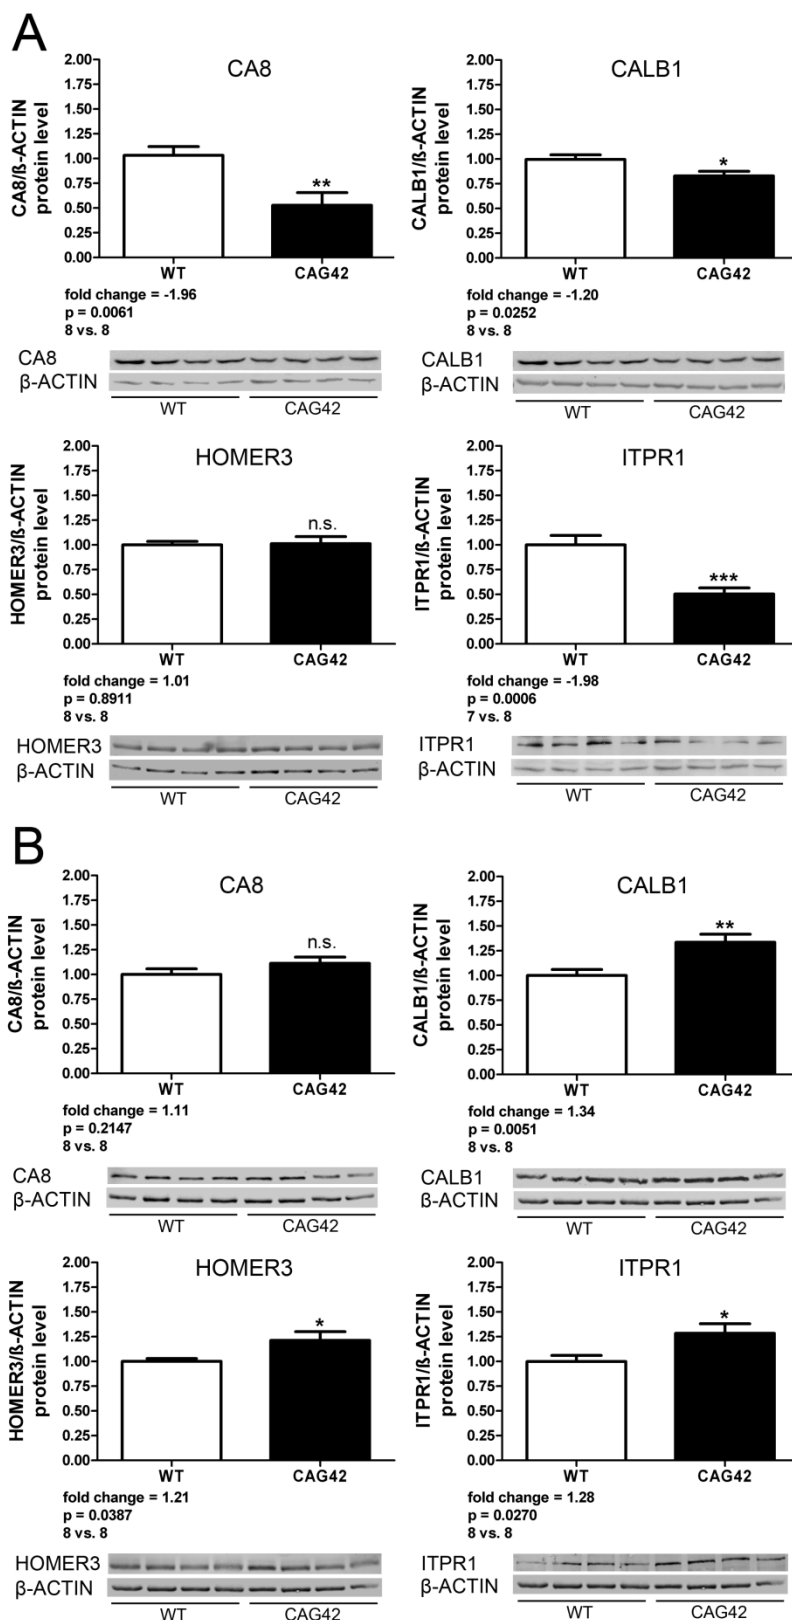 A
CA8
CA8/ß-ACTIN
protein level
2.00
1.75
1.50
1.25
1.00
0.75
0.50
0.25
0.00
**
WT CAG42
fold change = -1.96
p = 0.0061
8 vs. 8
CA8
β-ACTIN
WT CAG42
CALB1
CALB1/ß-ACTIN
protein level
2.00
1.75
1.50
1.25
1.00
0.75
0.50
0.25
0.00
*
WT CAG42
fold change = -1.20
p = 0.0252
8 vs. 8
CALB1
β-ACTIN
WT CAG42
HOMER3
HOMER3/ß-ACTIN
protein level
2.00
1.75
1.50
1.25
1.00
0.75
0.50
0.25
0.00
n.s.
WT CAG42
fold change = 1.01
p = 0.8911
8 vs. 8
HOMER3
β-ACTIN
WT CAG42
ITPR1
ITPR1/ß-ACTIN
protein level
2.00
1.75
1.50
1.25
1.00
0.75
0.50
0.25
0.00
***
WT CAG42
fold change = -1.98
p = 0.0006
7 vs. 8
ITPR1
β-ACTIN
WT CAG42
B
CA8
CA8/ß-ACTIN
protein level
2.00
1.75
1.50
1.25
1.00
0.75
0.50
0.25
0.00
n.s.
WT CAG42
fold change = 1.11
p = 0.2147
8 vs. 8
CA8
β-ACTIN
WT CAG42
CALB1
CALB1/ß-ACTIN
protein level
2.00
1.75
1.50
1.25
1.00
0.75
0.50
0.25
0.00
**
WT CAG42
fold change = 1.34
p = 0.0051
8 vs. 8
CALB1
β-ACTIN
WT CAG42
HOMER3
HOMER3/ß-ACTIN
protein level
2.00
1.75
1.50
1.25
1.00
0.75
0.50
0.25
0.00
*
WT CAG42
fold change = 1.21
p = 0.0387
8 vs. 8
HOMER3
β-ACTIN
WT CAG42
ITPR1
ITPR1/ß-ACTIN
protein level
2.00
1.75
1.50
1.25
1.00
0.75
0.50
0.25
0.00
*
WT CAG42
fold change = 1.28
p = 0.0270
8 vs. 8
ITPR1
β-ACTIN
WT CAG42